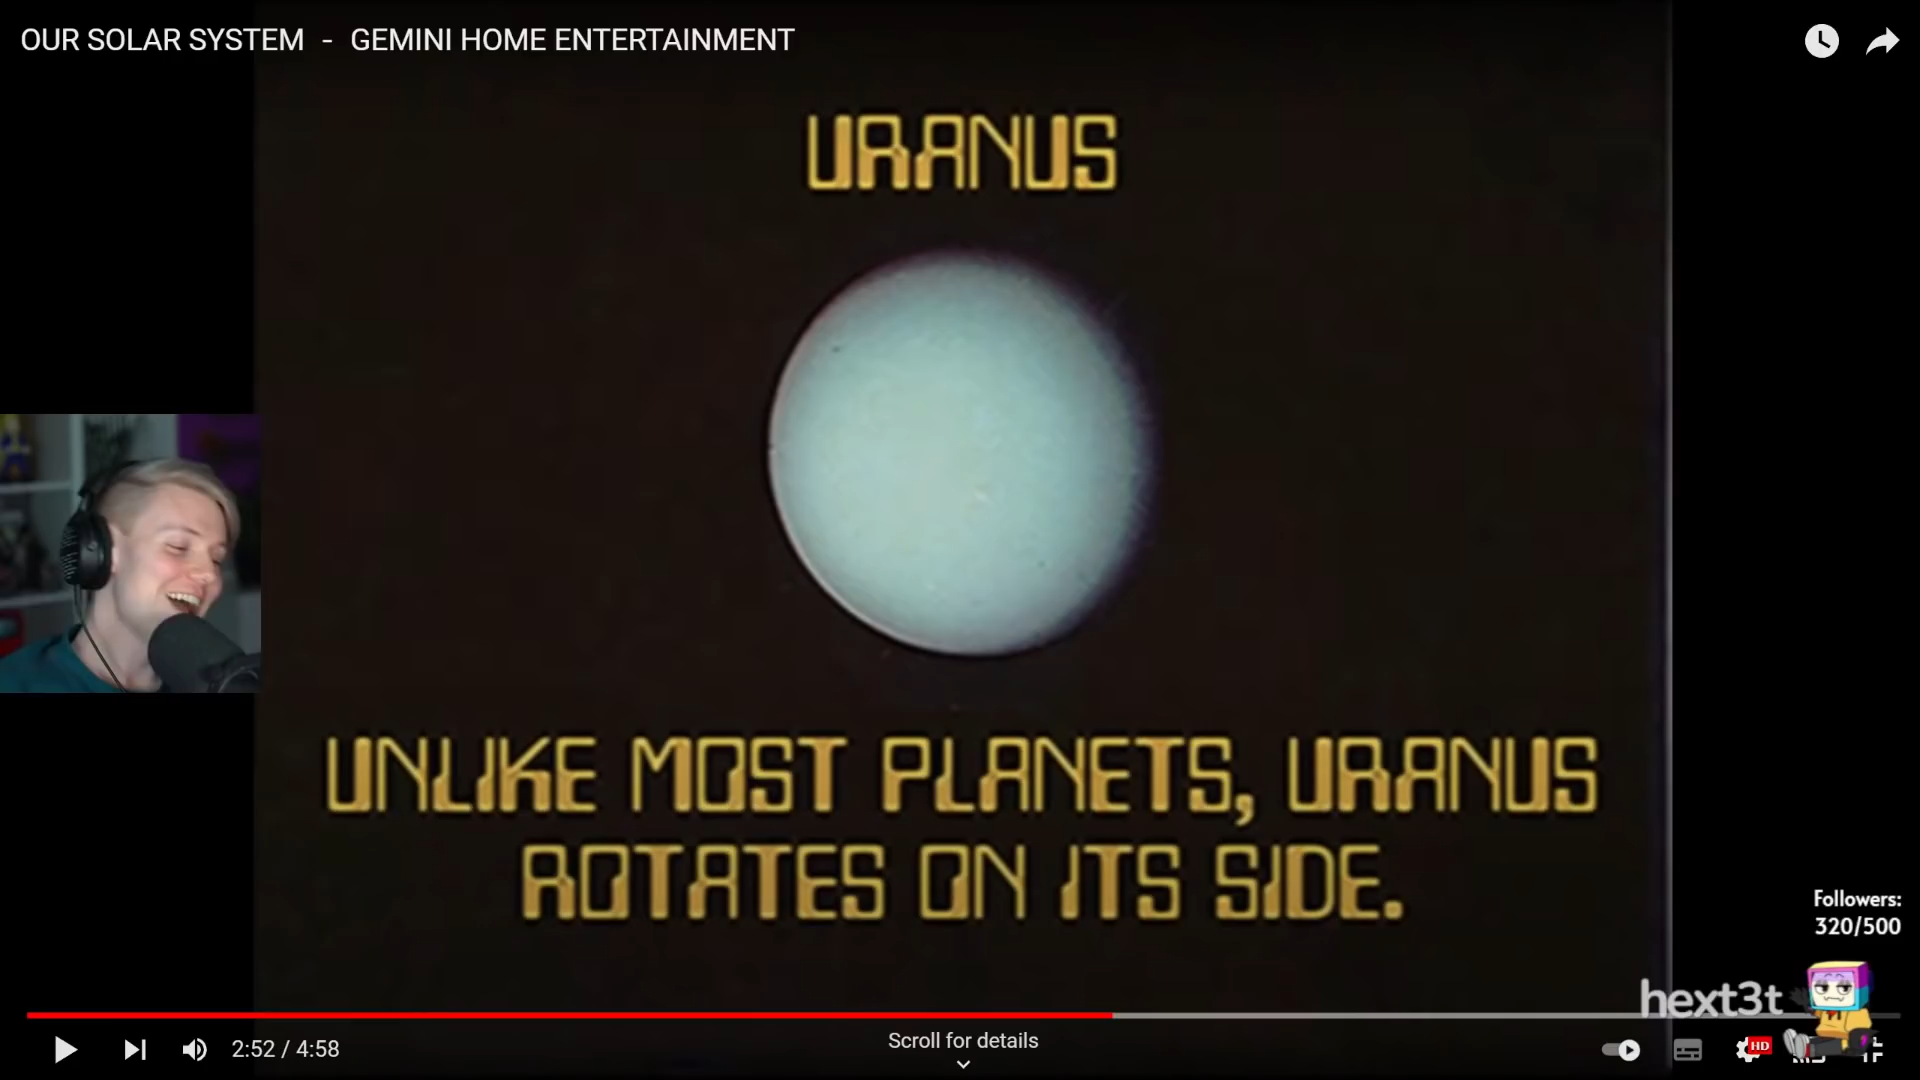 OUR SOLAR SYSTEM - GEMINI HOME ENTERTAINMENT
URANUS
UNLIKE MOST PLANETS, URANUS
ROTATES ON ITS SIDE.
Followers:
320/500
hext3t
2:52 / 4:58
Scroll for details
HD